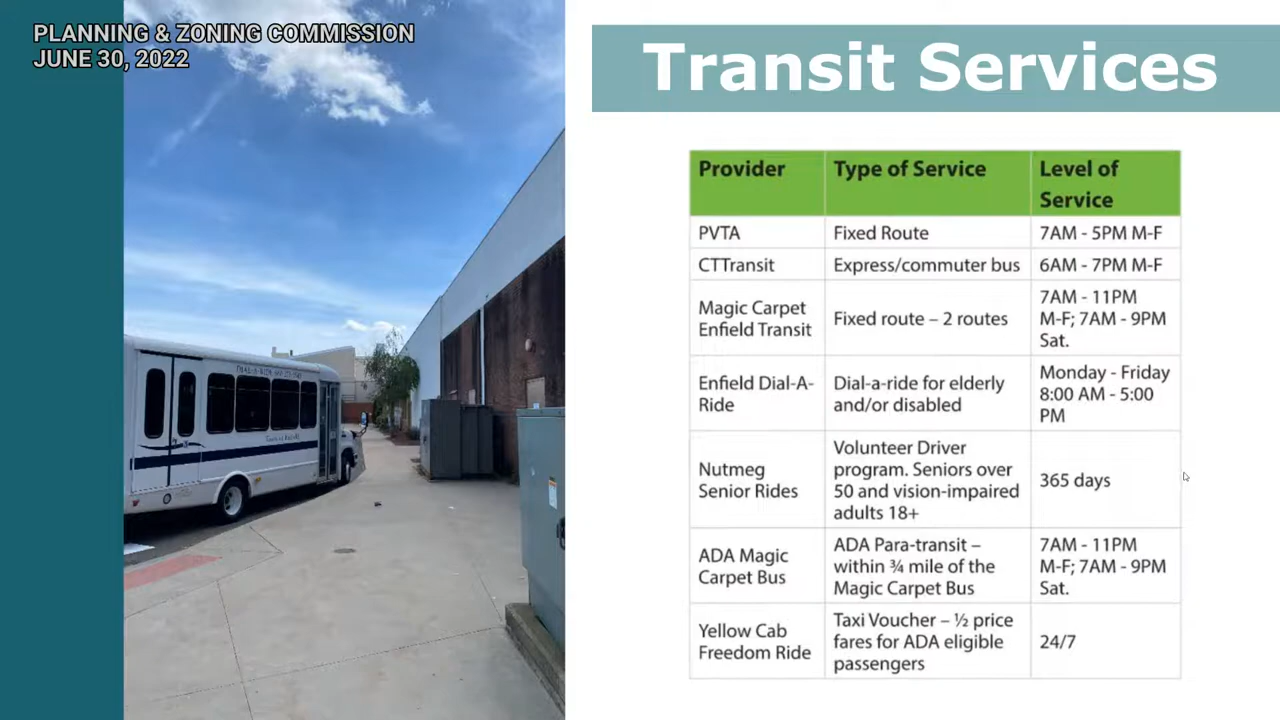 PLANNING & ZONING COMMISSION
JUNE 30, 2022
Transit Services
Provider
Type of Service
Level of
Service
PVTA
Fixed Route
7AM - 5PM M-F
CTTransit
Express/commuter bus
6AM - 7PM M-F
Magic Carpet
Enfield Transit
Fixed route – 2 routes
7AM - 11PM
M-F; 7AM - 9PM
Sat.
Enfield Dial-A-
Ride
Dial-a-ride for elderly
and/or disabled
Monday - Friday
8:00 AM - 5:00
PM
Nutmeg
Senior Rides
Volunteer Driver
program. Seniors over
50 and vision-impaired
adults 18+
365 days
ADA Magic
Carpet Bus
ADA Para-transit –
within ¾ mile of the
Magic Carpet Bus
7AM - 11PM
M-F; 7AM - 9PM
Sat.
Yellow Cab
Freedom Ride
Taxi Voucher – ½ price
fares for ADA eligible
passengers
24/7
DIAL-A-RIDE